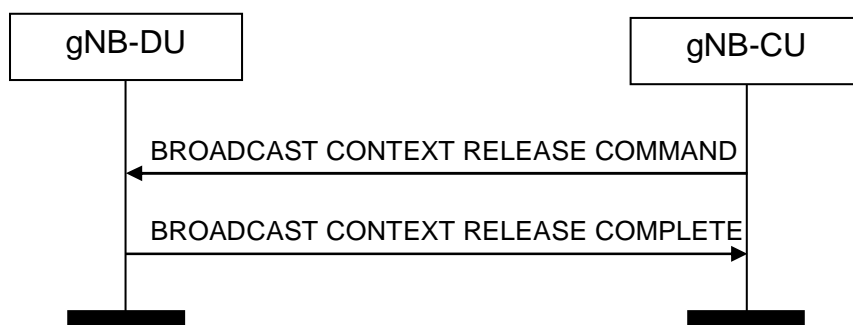 gNB-DU
gNB-CU
BROADCAST CONTEXT RELEASE COMMAND
BROADCAST CONTEXT RELEASE COMPLETE